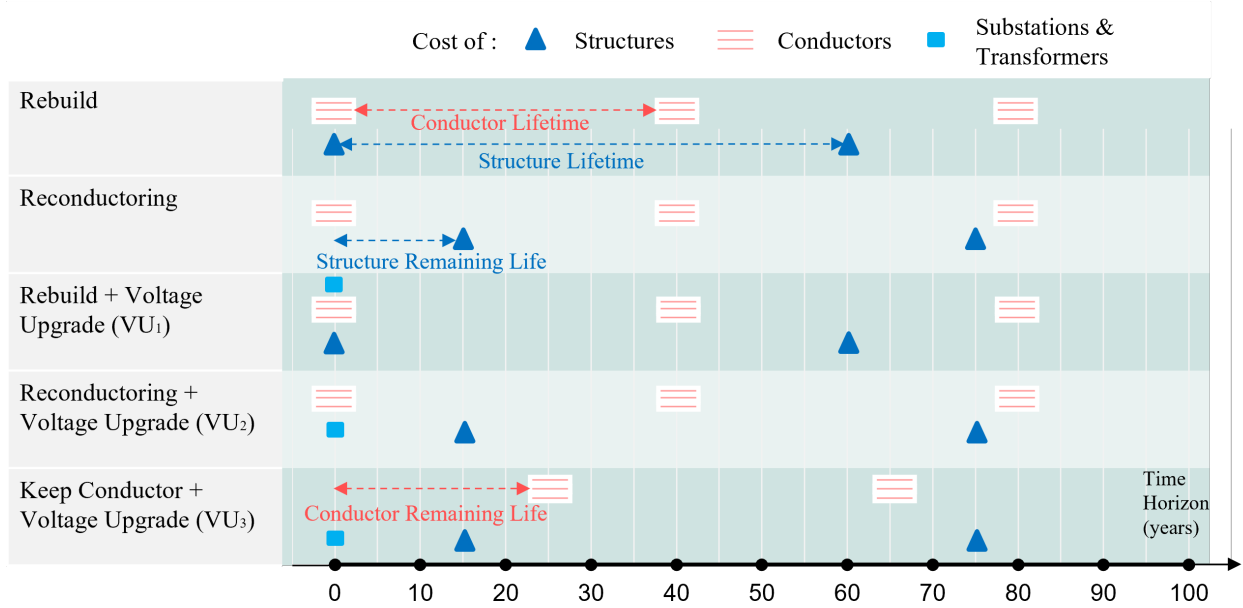 Cost of :
Structures
Conductors
Substations &
Transformers
Rebuild
Conductor Lifetime
Structure Lifetime
Reconductoring
Structure Remaining Life
Rebuild + Voltage
Upgrade (VU₁)
Reconductoring +
Voltage Upgrade (VU₂)
Keep Conductor +
Voltage Upgrade (VU₃)
Conductor Remaining Life
Time
Horizon
(years)
0 10 20 30 40 50 60 70 80 90 100